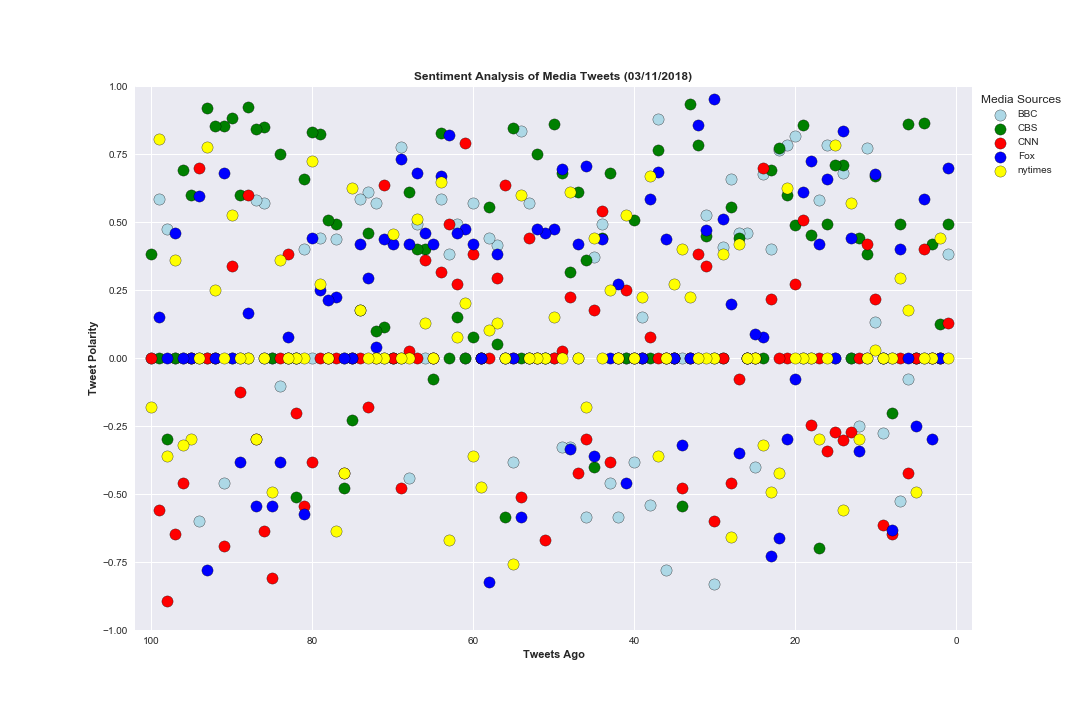 Sentiment Analysis of Media Tweets (03/11/2018)
Media Sources
BBC
CBS
CNN
Fox
nytimes
Tweet Polarity
1.00
0.75
0.50
0.25
0.00
−0.25
−0.50
−0.75
−1.00
100 80 60 40 20 0
Tweets Ago